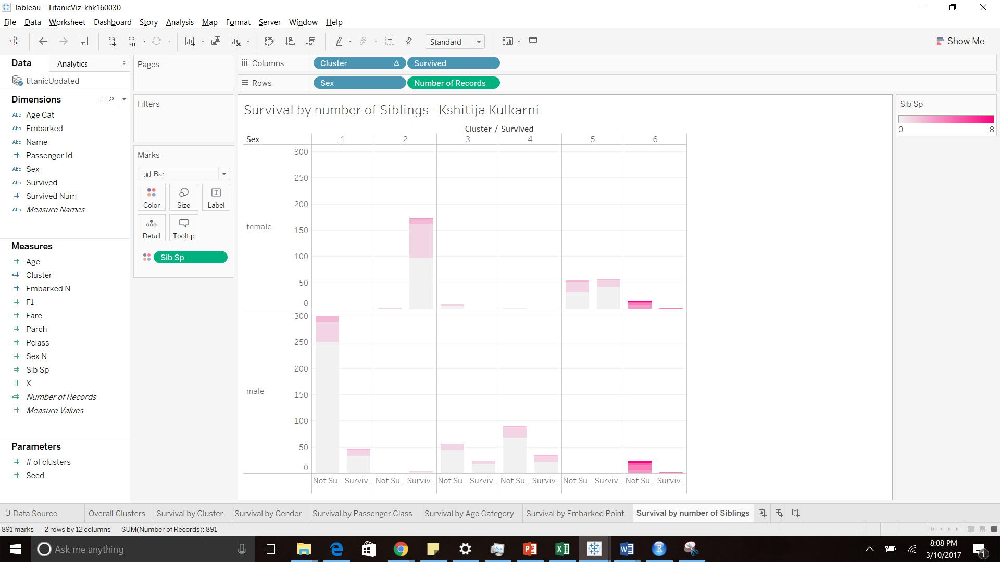 Tableau - TitanicViz_khk160030
File Data Worksheet Dashboard Story Analysis Map Format Server Window Help
Standard
Show Me
Data
Analytics
titanicUpdated
Dimensions
Abc Age Cat
Abc Embarked
Abc Name
# Passenger Id
Abc Sex
Abc Survived
# Survived Num
Abc Measure Names
Measures
# Age
=# Cluster
# Embarked N
# F1
# Fare
# Parch
# Pclass
# Sex N
# Sib Sp
# X
=# Number of Records
# Measure Values
Parameters
# # of clusters
# Seed
Pages
Filters
Marks
Bar
Color Size Label
Detail Tooltip
Sib Sp
Columns Cluster Δ Survived
Rows Sex Number of Records
Survival by number of Siblings - Kshitija Kulkarni
Cluster / Survived
Sex 1 2 3 4 5 6
300
250
200
female 150
100
50
0
300
250
200
male 150
100
50
0
Not Su.. Surviv.. Not Su.. Surviv.. Not Su.. Surviv.. Not Su.. Surviv.. Not Su.. Surviv.. Not Su.. Surviv..
Sib Sp
0 8
Data Source Overall Clusters Survival by Cluster Survival by Gender Survival by Passenger Class Survival by Age Category Survival by Embarked Point Survival by number of Siblings
891 marks 2 rows by 12 columns SUM(Number of Records): 891
Ask me anything
8:08 PM
3/10/2017
1